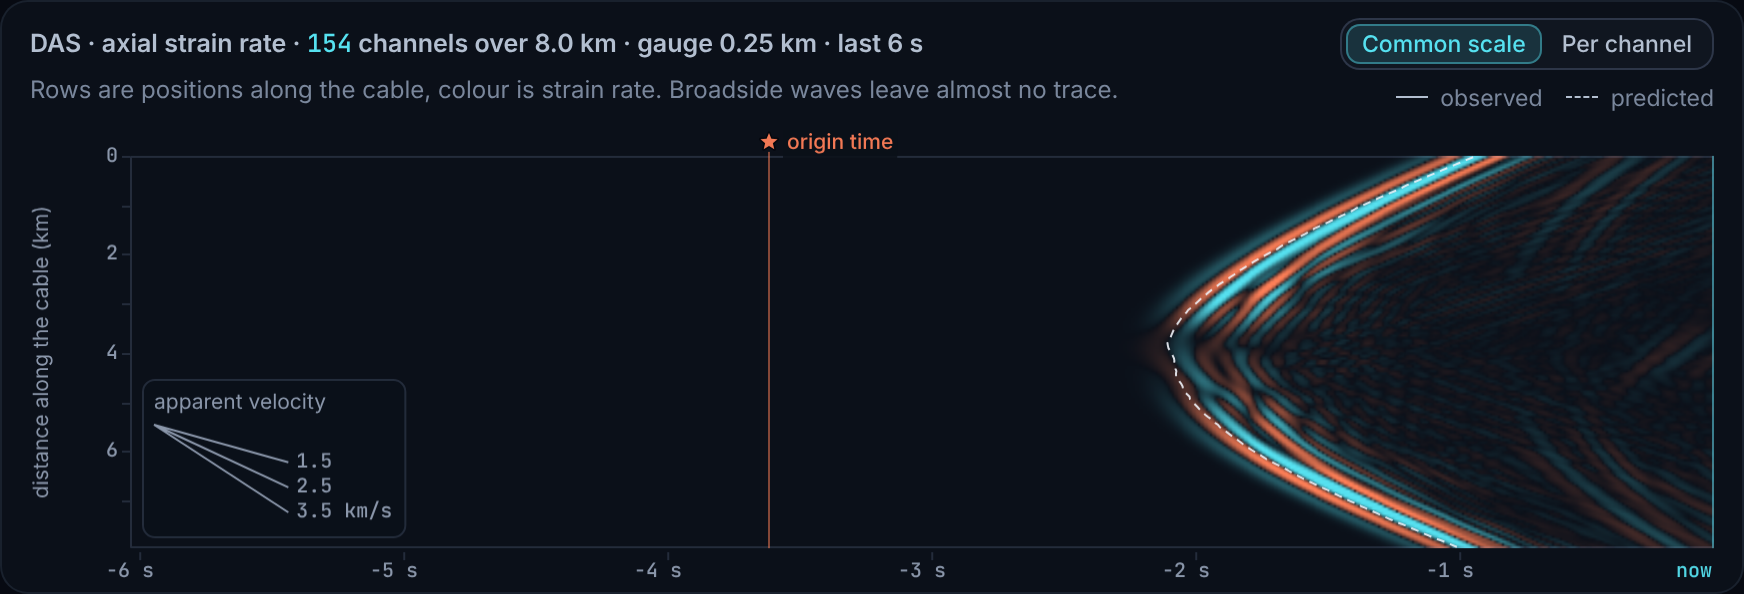 DAS · axial strain rate · 154 channels over 8.0 km · gauge 0.25 km · last 6 s
Common scale
Per channel
Rows are positions along the cable, colour is strain rate. Broadside waves leave almost no trace.
observed
predicted
★ origin time
distance along the cable (km)
0
2
4
6
apparent velocity
1.5
2.5
3.5 km/s
-6 s
-5 s
-4 s
-3 s
-2 s
-1 s
now